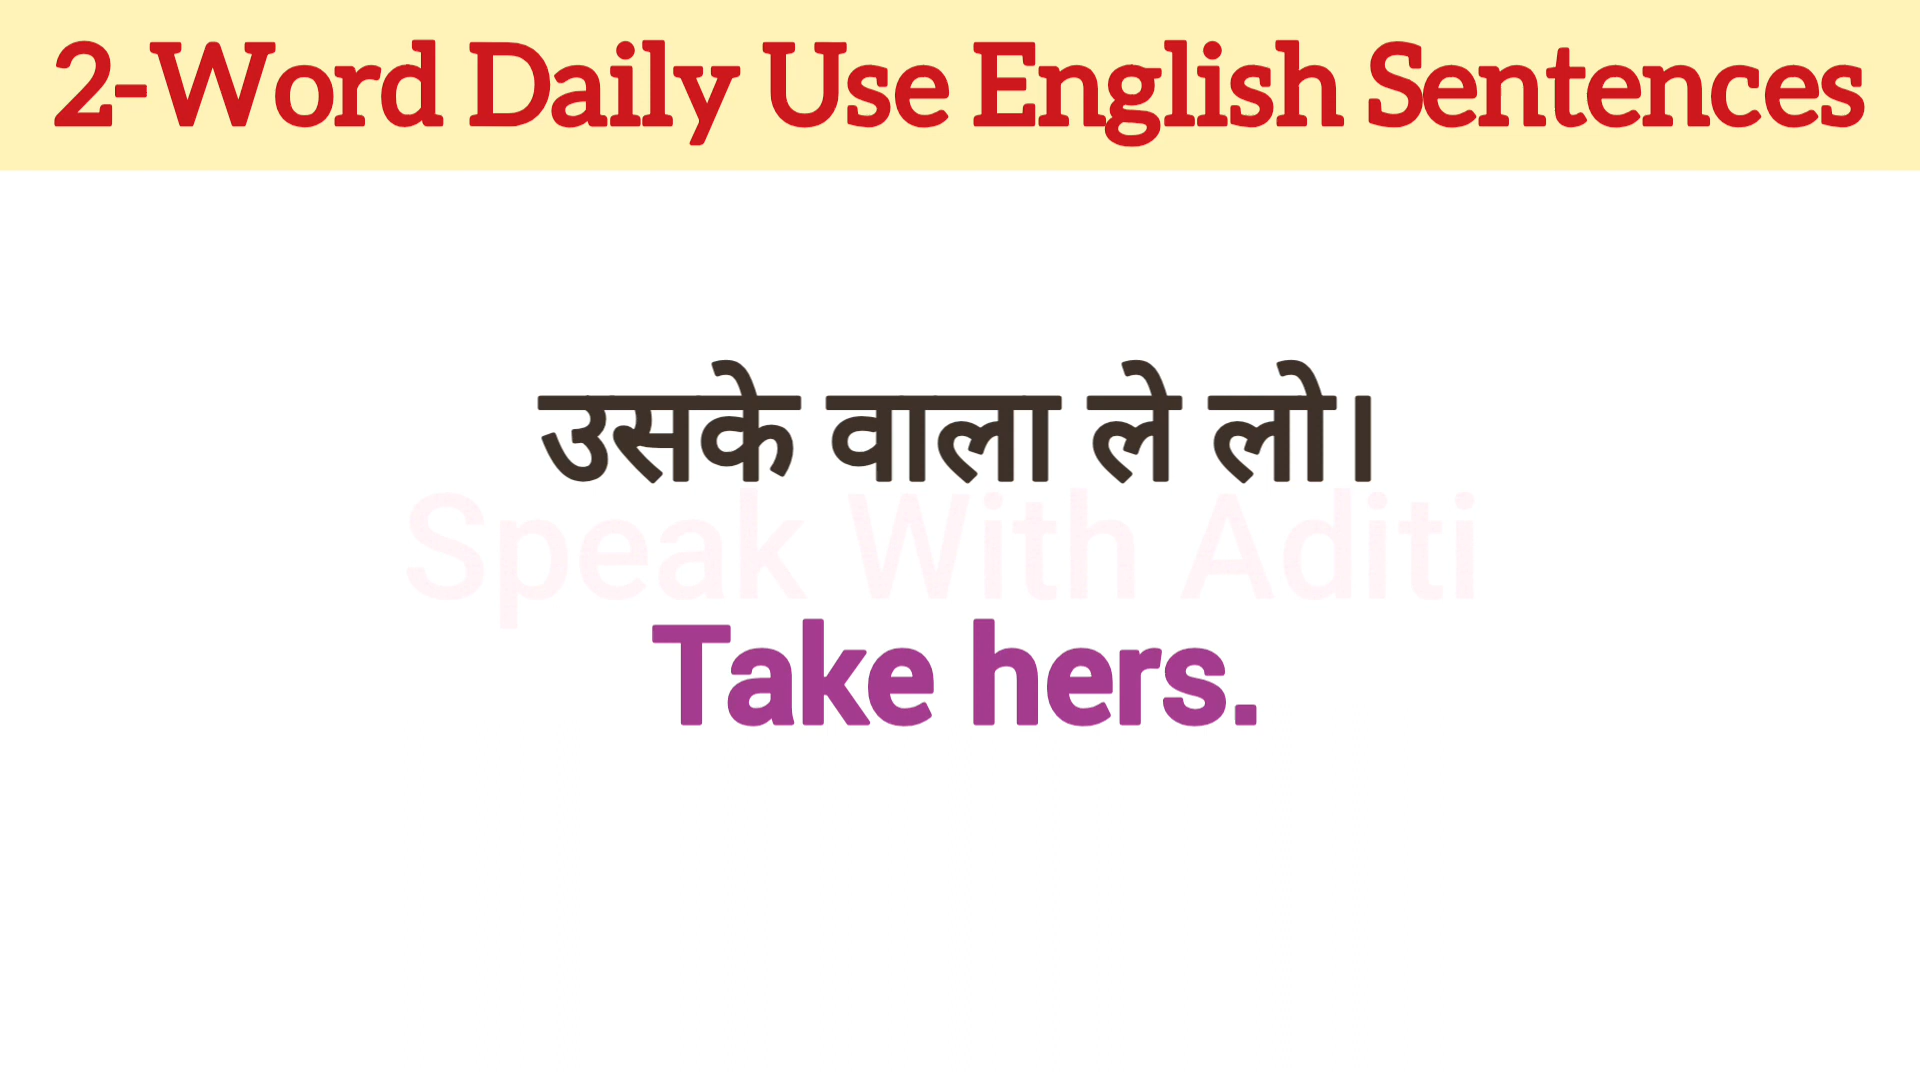 2-Word Daily Use English Sentences
उसके वाला ले लो।
Speak With Aditi
Take hers.